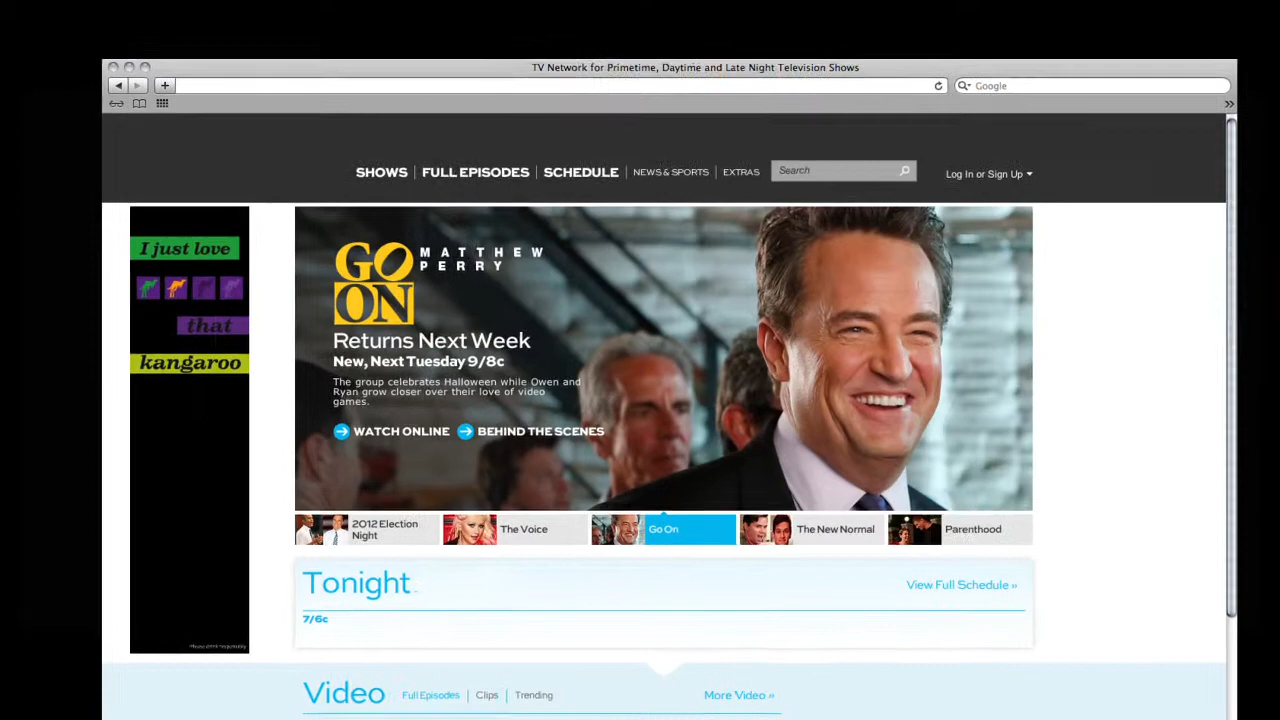 TV Network for Primetime, Daytime and Late Night Television Shows
Google
SHOWS | FULL EPISODES | SCHEDULE | NEWS & SPORTS | EXTRAS
Search
Log In or Sign Up
I just love
that
kangaroo
GO ON
MATTHEW
PERRY
Returns Next Week
New, Next Tuesday 9/8c
The group celebrates Halloween while Owen and
Ryan grow closer over their love of video
games.
WATCH ONLINE
BEHIND THE SCENES
2012 Election
Night
The Voice
Go On
The New Normal
Parenthood
Tonight
View Full Schedule »
7/6c
Video
Full Episodes | Clips | Trending
More Video »